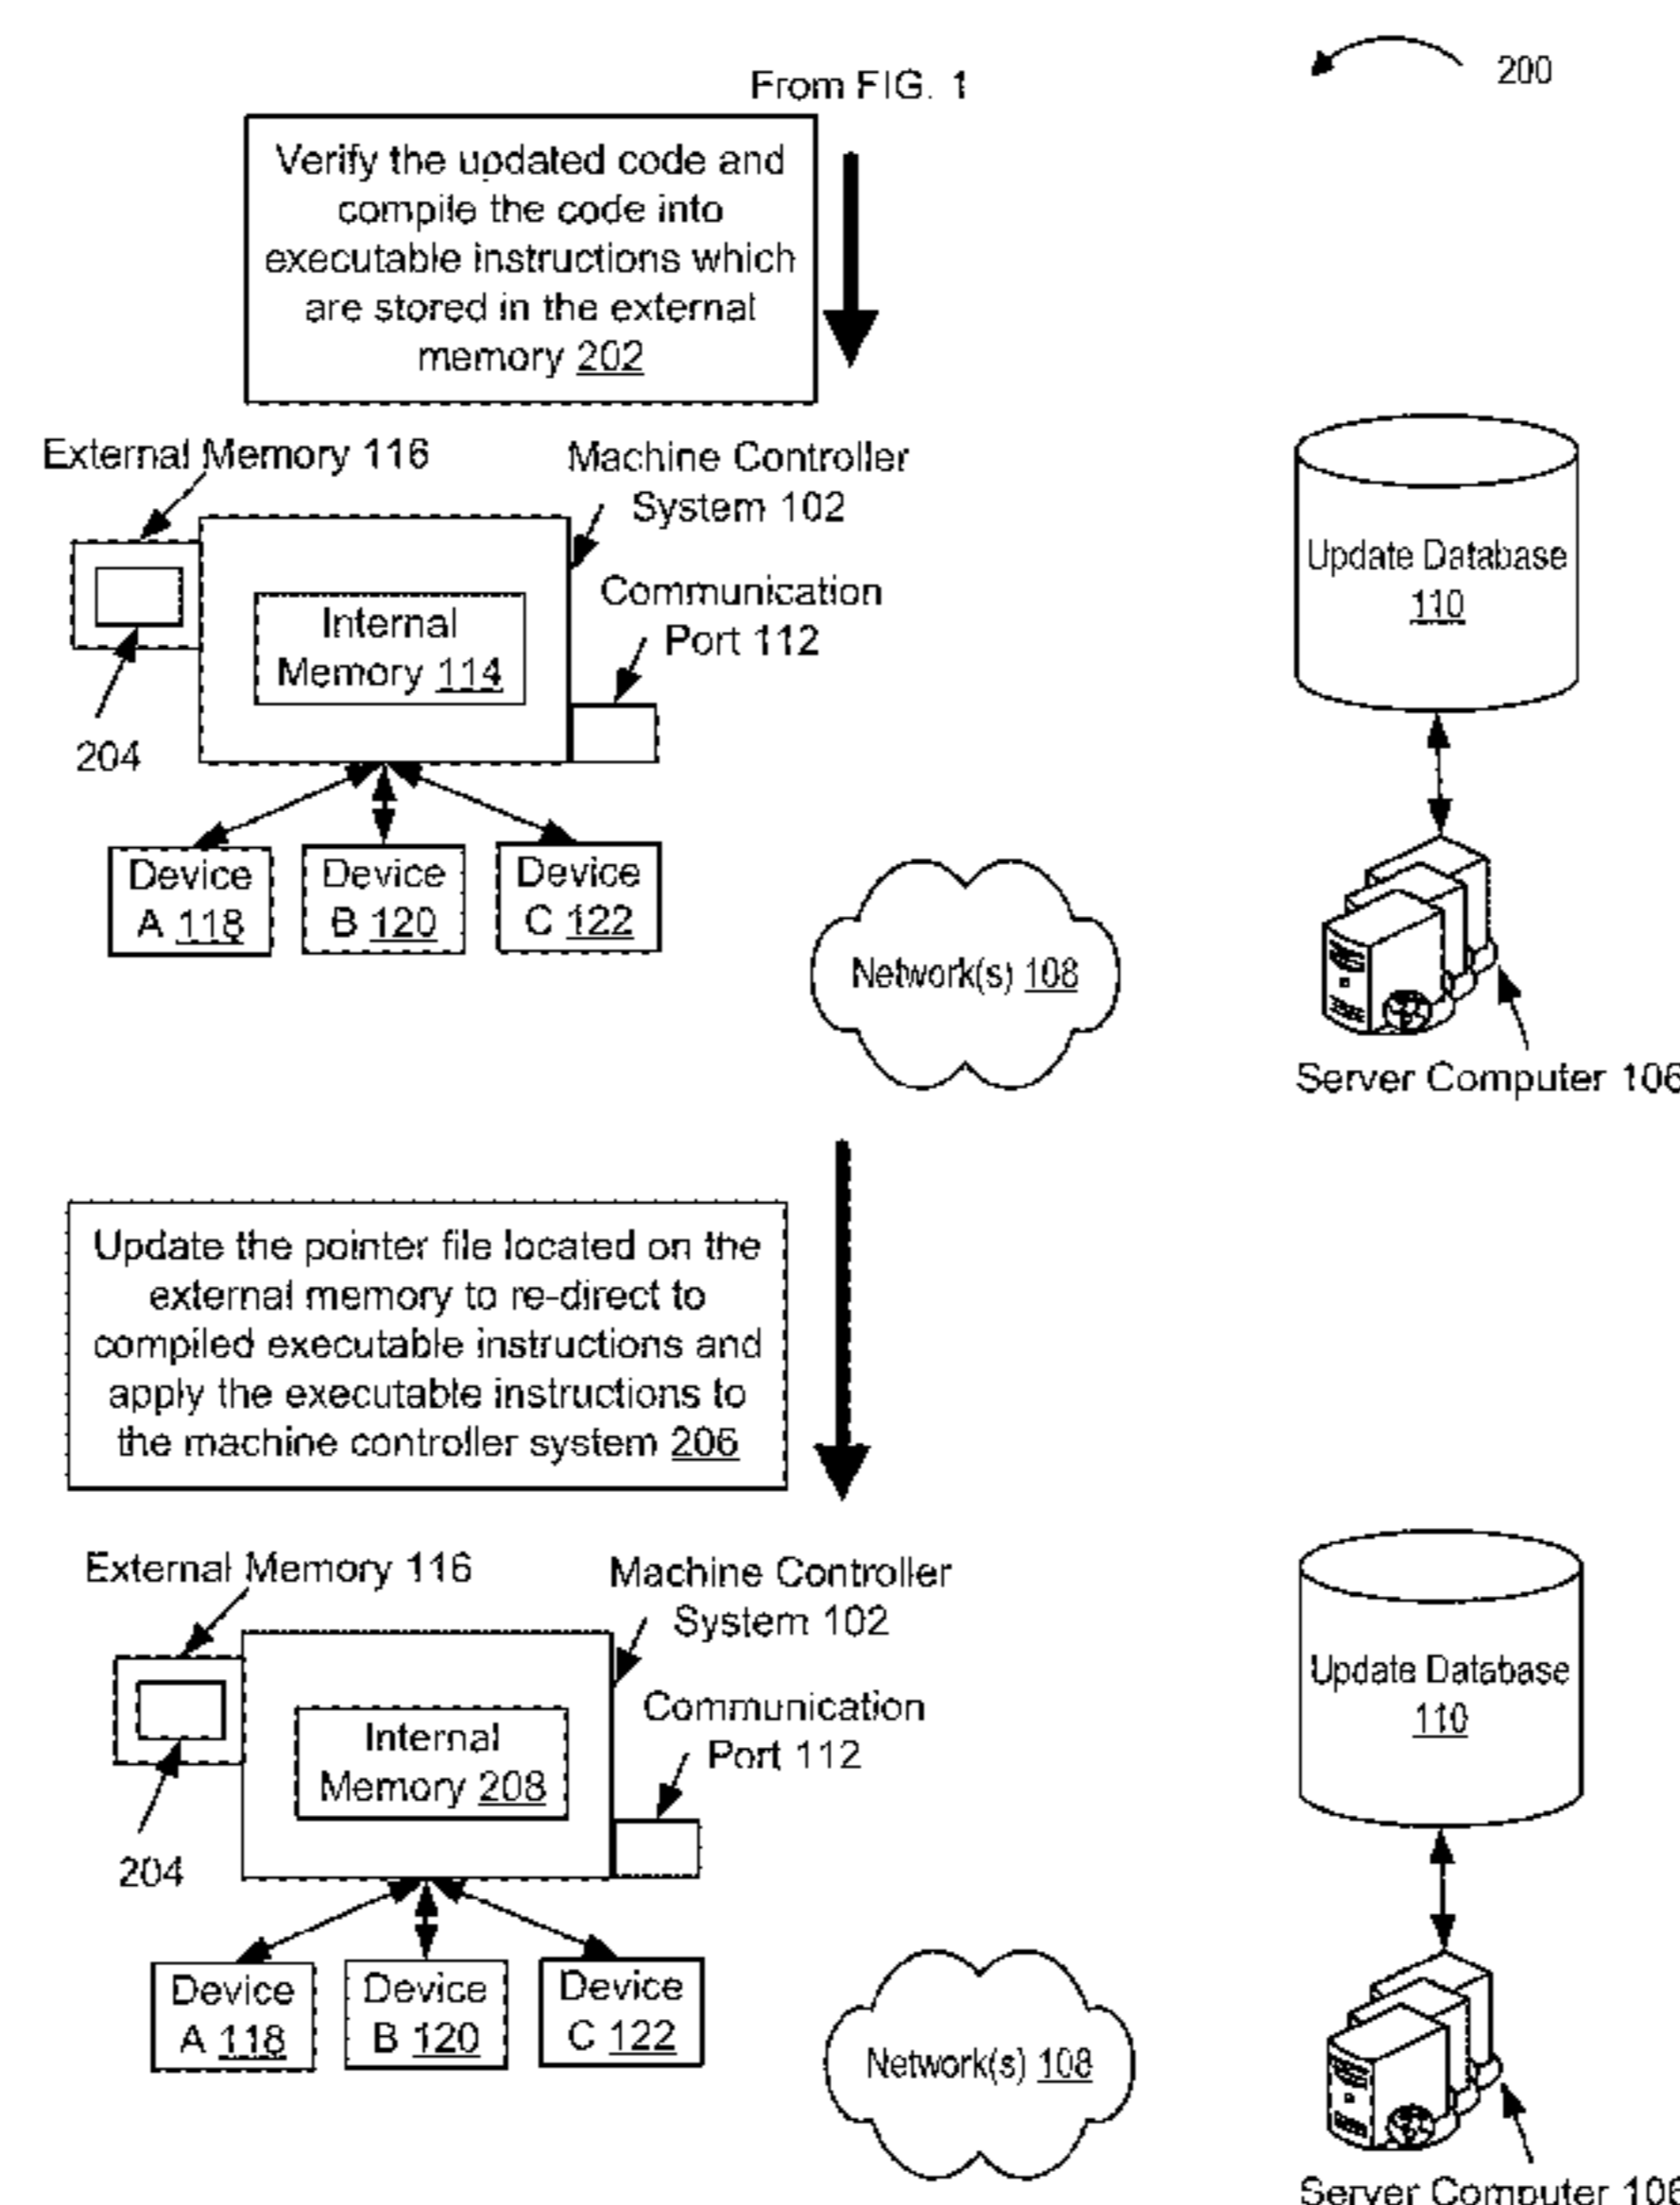 From FIG. 1
200
Verify the updated code and
compile the code into
executable instructions which
are stored in the external
memory 202
External Memory 116
Machine Controller
System 102
Communication
Port 112
Internal
Memory 114
204
Device
A 118
Device
B 120
Device
C 122
Update Database
110
Network(s) 108
Server Computer 106
Update the pointer file located on the
external memory to re-direct to
compiled executable instructions and
apply the executable instructions to
the machine controller system 206
External Memory 116
Machine Controller
System 102
Communication
Port 112
Internal
Memory 208
204
Device
A 118
Device
B 120
Device
C 122
Update Database
110
Network(s) 108
Server Computer 106